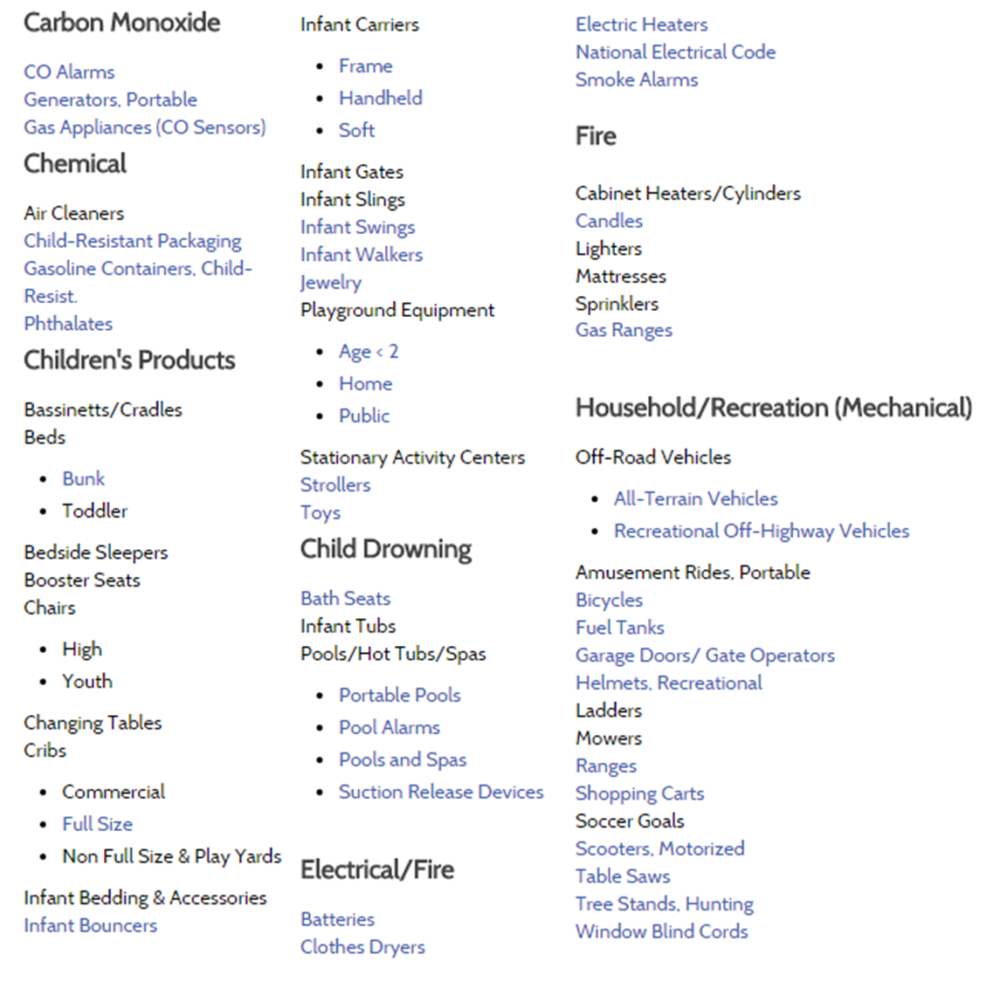 Carbon Monoxide
CO Alarms
Generators, Portable
Gas Appliances (CO Sensors)
Chemical
Air Cleaners
Child-Resistant Packaging
Gasoline Containers, Child-
Resist.
Phthalates
Children's Products
Bassinetts/Cradles
Beds
• Bunk
• Toddler
Bedside Sleepers
Booster Seats
Chairs
• High
• Youth
Changing Tables
Cribs
• Commercial
• Full Size
• Non Full Size & Play Yards
Infant Bedding & Accessories
Infant Bouncers
Infant Carriers
• Frame
• Handheld
• Soft
Infant Gates
Infant Slings
Infant Swings
Infant Walkers
Jewelry
Playground Equipment
• Age < 2
• Home
• Public
Stationary Activity Centers
Strollers
Toys
Child Drowning
Bath Seats
Infant Tubs
Pools/Hot Tubs/Spas
• Portable Pools
• Pool Alarms
• Pools and Spas
• Suction Release Devices
Electrical/Fire
Batteries
Clothes Dryers
Electric Heaters
National Electrical Code
Smoke Alarms
Fire
Cabinet Heaters/Cylinders
Candles
Lighters
Mattresses
Sprinklers
Gas Ranges
Household/Recreation (Mechanical)
Off-Road Vehicles
• All-Terrain Vehicles
• Recreational Off-Highway Vehicles
Amusement Rides, Portable
Bicycles
Fuel Tanks
Garage Doors/ Gate Operators
Helmets, Recreational
Ladders
Mowers
Ranges
Shopping Carts
Soccer Goals
Scooters, Motorized
Table Saws
Tree Stands, Hunting
Window Blind Cords